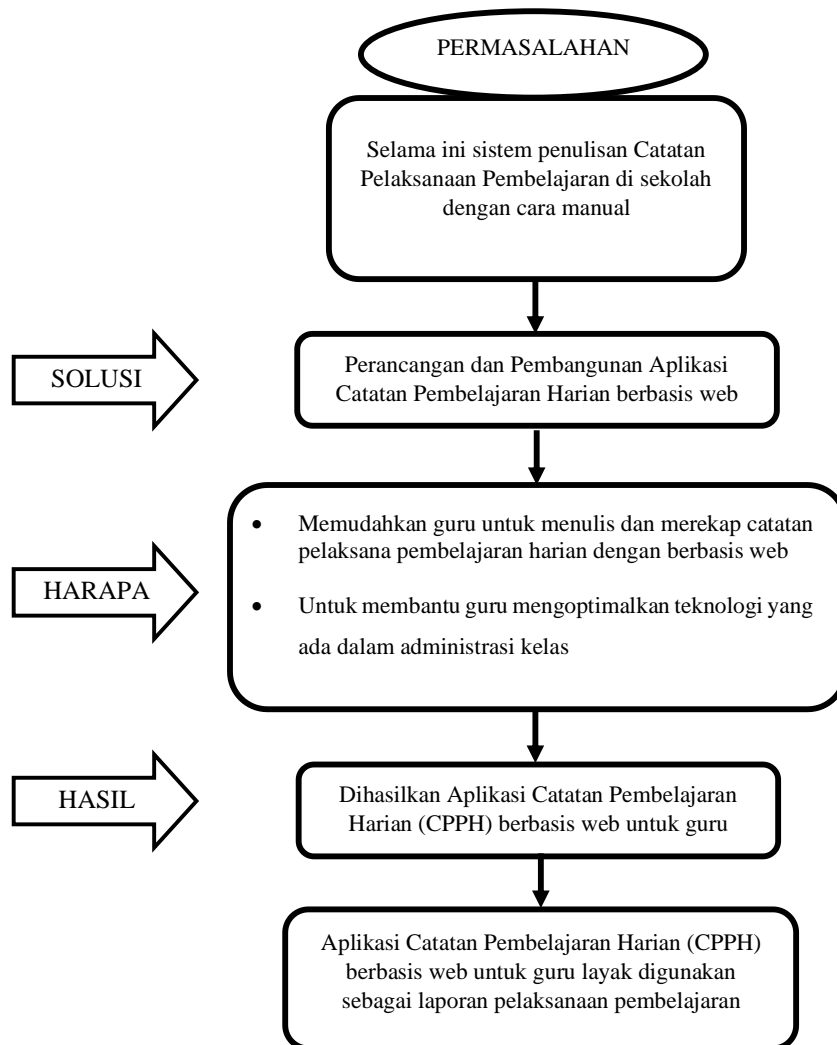 PERMASALAHAN
Selama ini sistem penulisan Catatan
Pelaksanaan Pembelajaran di sekolah
dengan cara manual
SOLUSI
Perancangan dan Pembangunan Aplikasi
Catatan Pembelajaran Harian berbasis web
HARAPA
• Memudahkan guru untuk menulis dan merekap catatan
pelaksana pembelajaran harian dengan berbasis web
• Untuk membantu guru mengoptimalkan teknologi yang
ada dalam administrasi kelas
HASIL
Dihasilkan Aplikasi Catatan Pembelajaran
Harian (CPPH) berbasis web untuk guru
Aplikasi Catatan Pembelajaran Harian (CPPH)
berbasis web untuk guru layak digunakan
sebagai laporan pelaksanaan pembelajaran